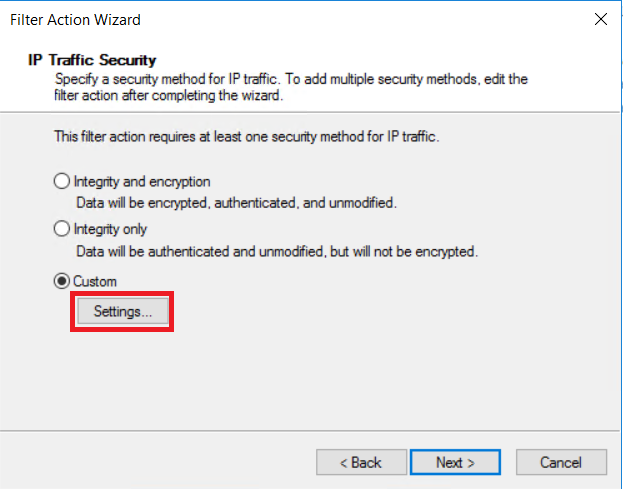 Filter Action Wizard
IP Traffic Security
Specify a security method for IP traffic. To add multiple security methods, edit the
filter action after completing the wizard.
This filter action requires at least one security method for IP traffic.
Integrity and encryption
Data will be encrypted, authenticated, and unmodified.
Integrity only
Data will be authenticated and unmodified, but will not be encrypted.
Custom
Settings...
< Back
Next >
Cancel